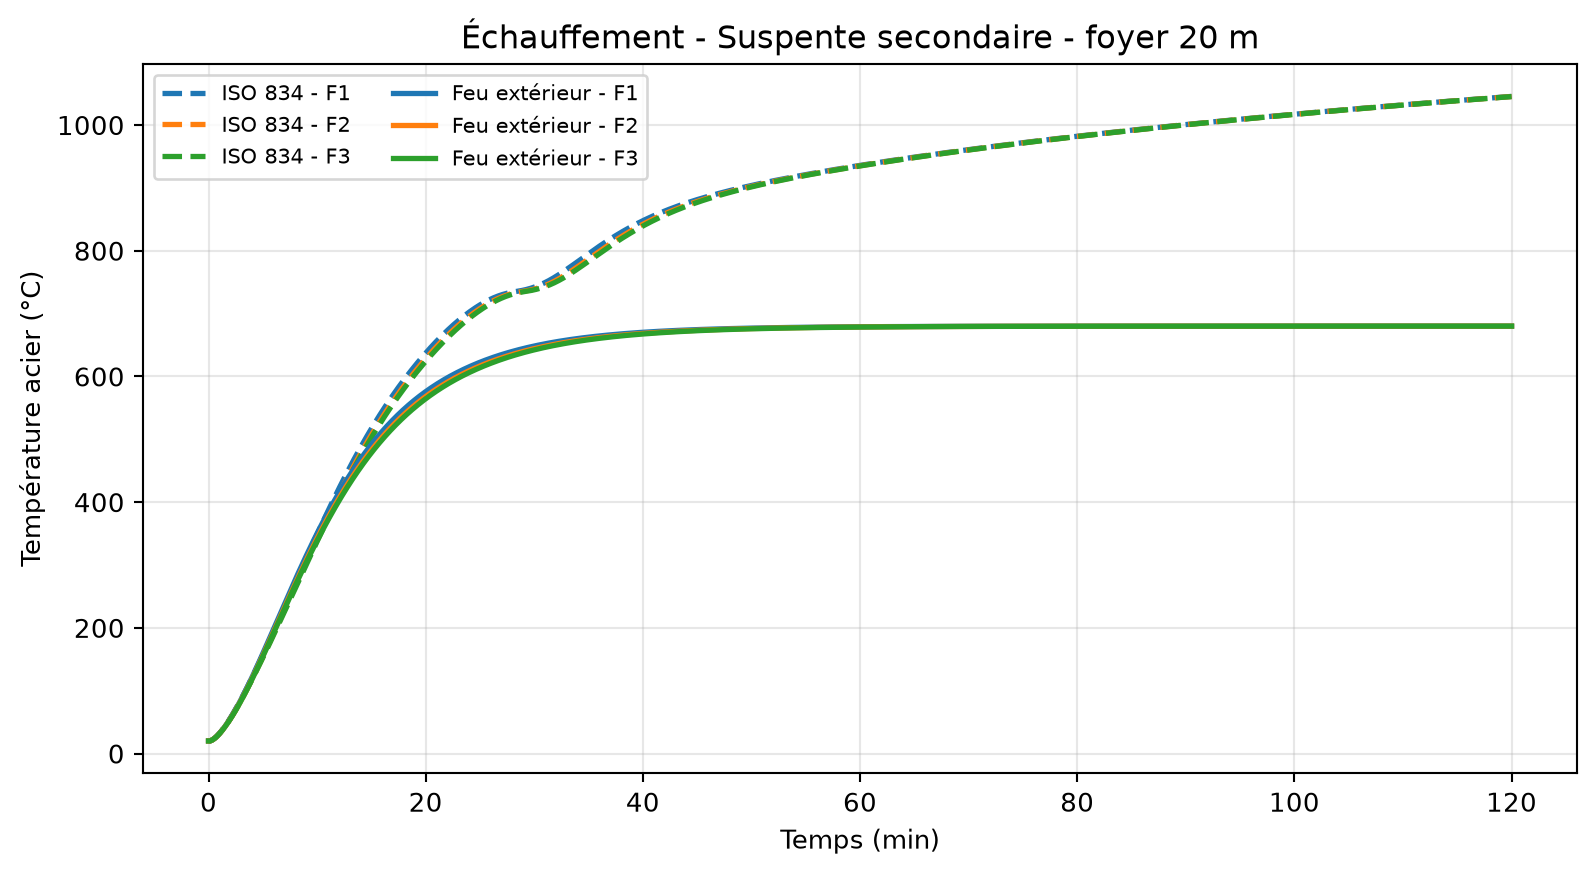 Échauffement - Suspente secondaire - foyer 20 m
ISO 834 - F1
ISO 834 - F2
ISO 834 - F3
Feu extérieur - F1
Feu extérieur - F2
Feu extérieur - F3
Température acier (°C)
1000
800
600
400
200
0
0 20 40 60 80 100 120
Temps (min)